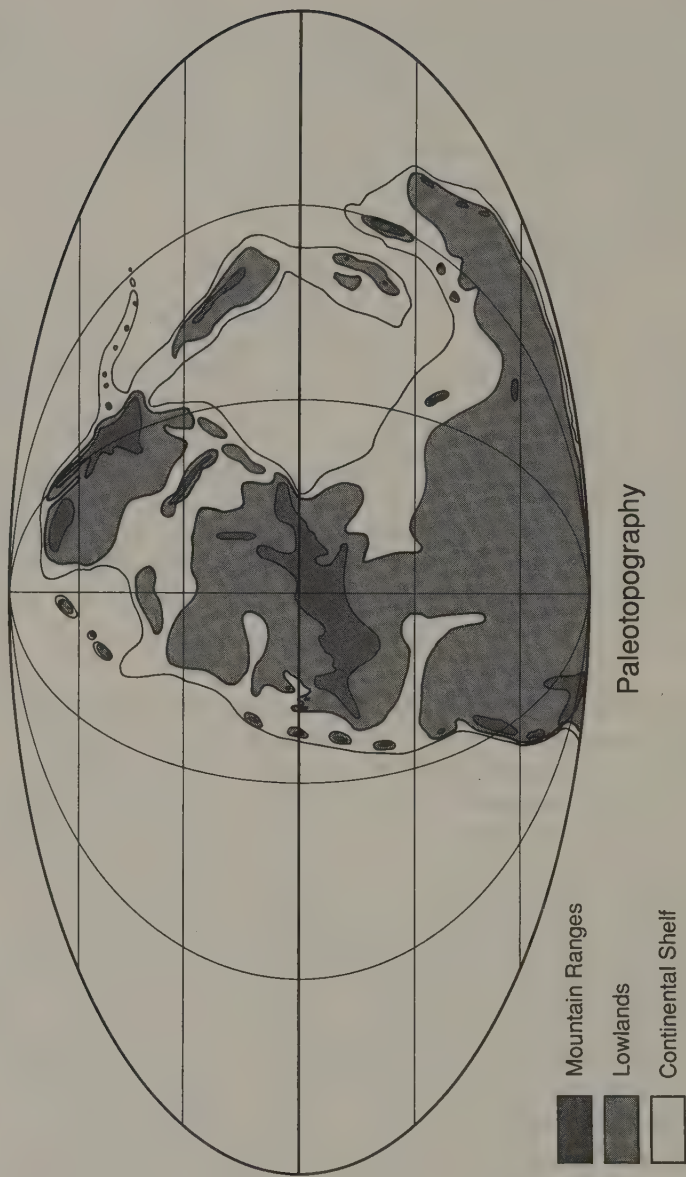 Paleotopography
Mountain Ranges
Lowlands
Continental Shelf